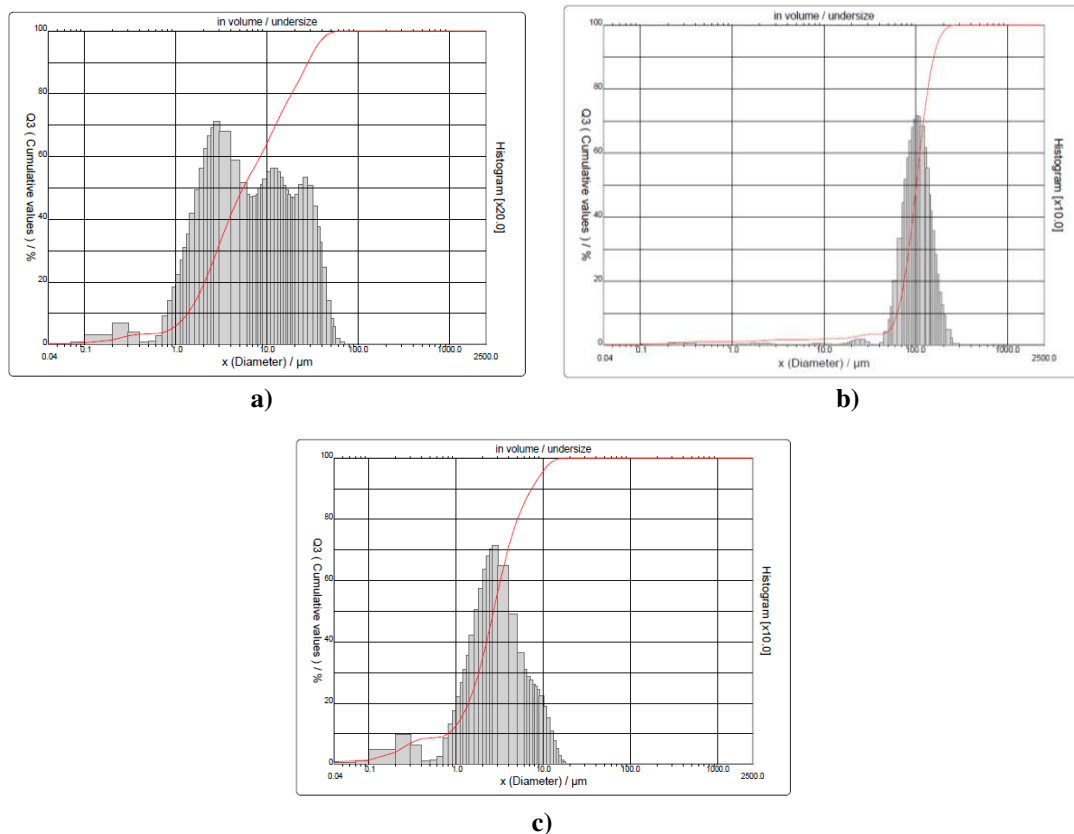 in volume / undersize
100
80
60
40
20
0
Q3 ( Cumulative values ) / %
Histogram [x20.0]
0.04 0.1 1.0 10.0 100.0 1000.0 2500.0
x (Diameter) / µm
a)
in volume / undersize
100
80
60
40
20
0
Q3 ( Cumulative values ) / %
Histogram [x10.0]
0.04 0.1 1.0 10.0 100.0 1000.0 2500.0
x (Diameter) / µm
b)
in volume / undersize
100
80
60
40
20
0
Q3 ( Cumulative values ) / %
Histogram [x10.0]
0.04 0.1 1.0 10.0 100.0 1000.0 2500.0
x (Diameter) / µm
c)